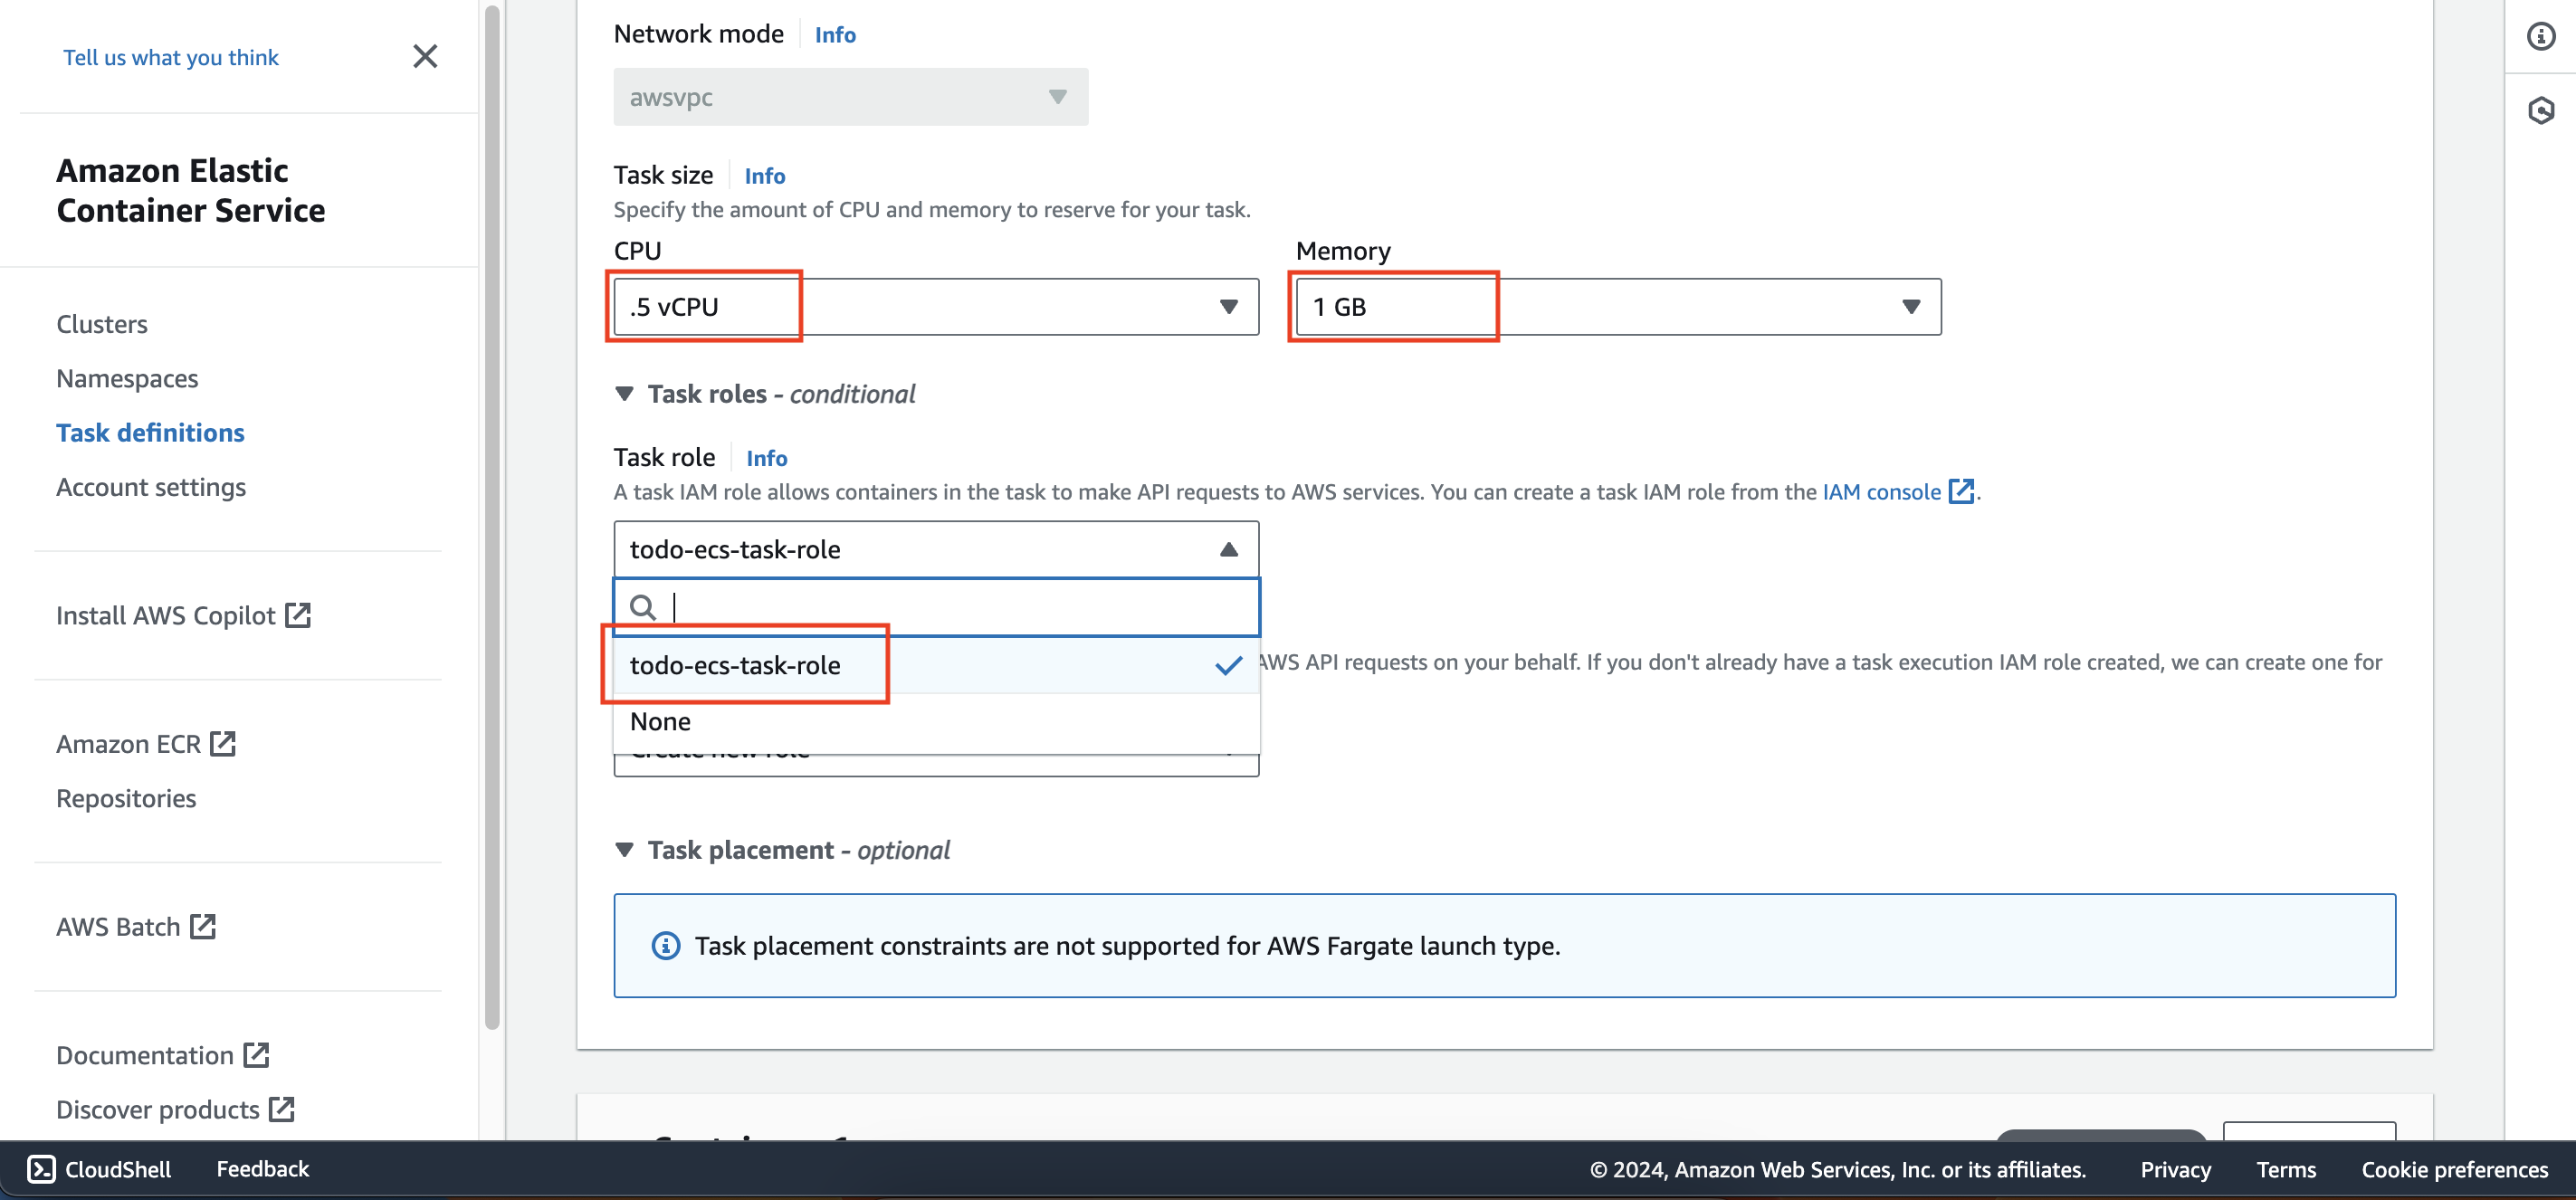 Tell us what you think
Amazon Elastic
Container Service
Clusters
Namespaces
Task definitions
Account settings
Install AWS Copilot
Amazon ECR
Repositories
AWS Batch
Documentation
Discover products
Network mode Info
awsvpc
Task size Info
Specify the amount of CPU and memory to reserve for your task.
CPU Memory
.5 vCPU 1 GB
Task roles - conditional
Task role Info
A task IAM role allows containers in the task to make API requests to AWS services. You can create a task IAM role from the IAM console .
todo-ecs-task-role
todo-ecs-task-role
AWS API requests on your behalf. If you don't already have a task execution IAM role created, we can create one for
None
Create new role
Task placement - optional
Task placement constraints are not supported for AWS Fargate launch type.
CloudShell Feedback © 2024, Amazon Web Services, Inc. or its affiliates. Privacy Terms Cookie preferences